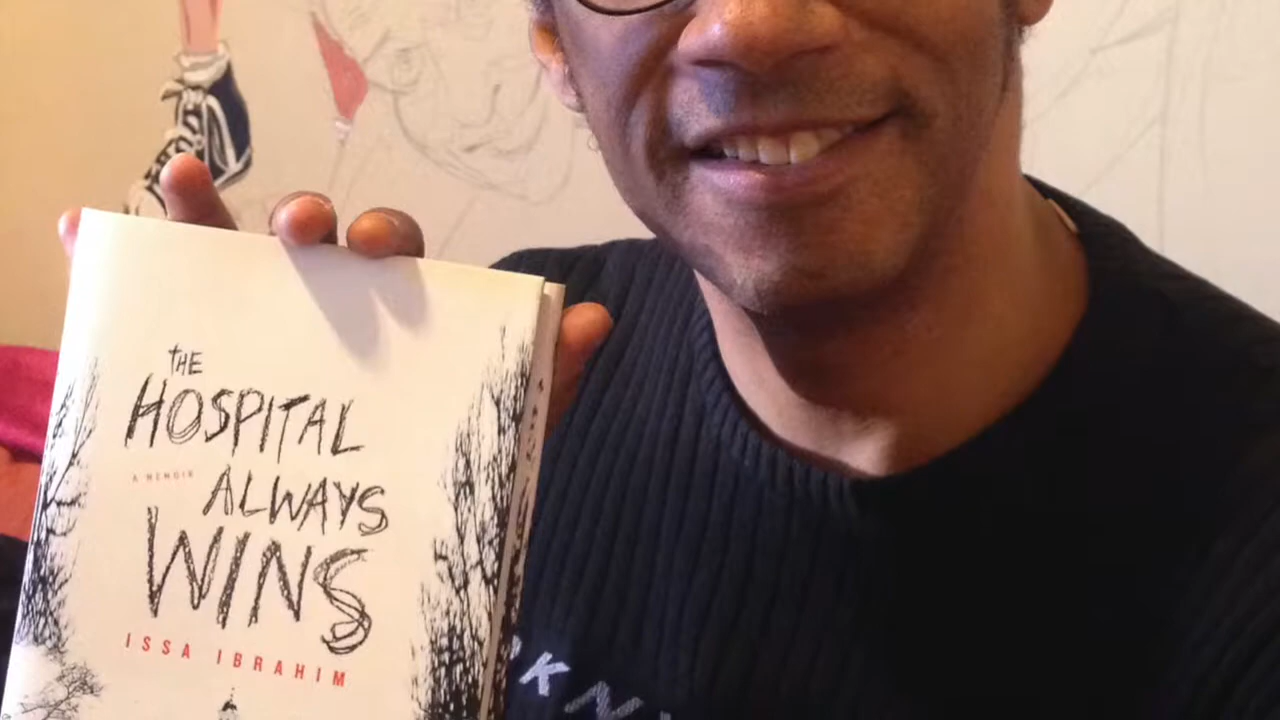 THE
HOSPITAL
A MEMOIR
ALWAYS
WINS
ISSA IBRAHIM